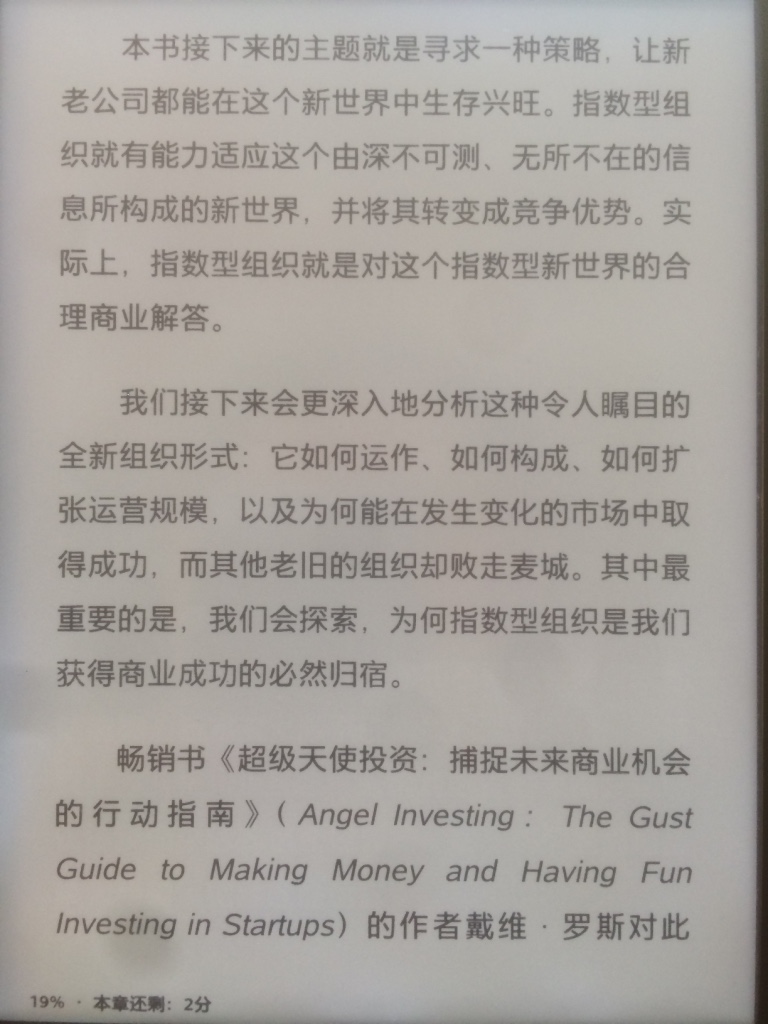 本书接下来的主题就是寻求一种策略，让新
老公司都能在这个新世界中生存兴旺。指数型组
织就有能力适应这个由深不可测、无所不在的信
息所构成的新世界，并将其转变成竞争优势。实
际上，指数型组织就是对这个指数型新世界的合
理商业解答。
我们接下来会更深入地分析这种令人瞩目的
全新组织形式：它如何运作、如何构成、如何扩
张运营规模，以及为何能在发生变化的市场中取
得成功，而其他老旧的组织却败走麦城。其中最
重要的是，我们会探索，为何指数型组织是我们
获得商业成功的必然归宿。
畅销书《超级天使投资：捕捉未来商业机会
的行动指南》（Angel Investing：The Gust
Guide to Making Money and Having Fun
Investing in Startups）的作者戴维·罗斯对此
19% · 本章还剩：2分